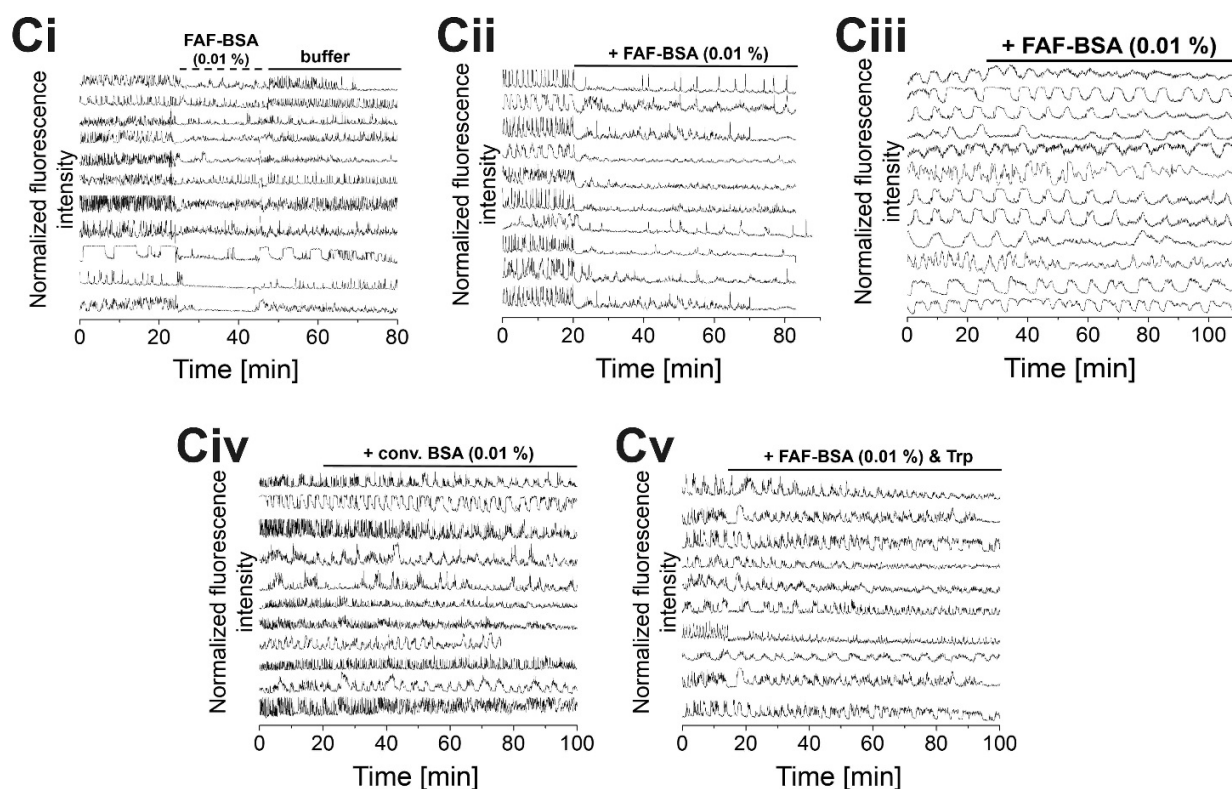 Ci
FAF-BSA
(0.01 %)
buffer
Normalized fluorescence
intensity
0 20 40 60 80
Time [min]
Cii
+ FAF-BSA (0.01 %)
Normalized fluorescence
intensity
0 20 40 60 80
Time [min]
Ciii
+ FAF-BSA (0.01 %)
Normalized fluorescence
intensity
0 20 40 60 80 100
Time [min]
Civ
+ conv. BSA (0.01 %)
Normalized fluorescence
intensity
0 20 40 60 80 100
Time [min]
Cv
+ FAF-BSA (0.01 %) & Trp
Normalized fluorescence
intensity
0 20 40 60 80 100
Time [min]